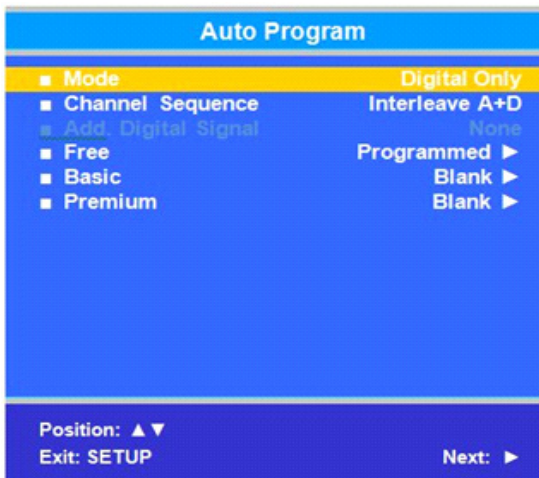 Auto Program
Mode Digital Only
Channel Sequence Interleave A+D
Add. Digital Signal None
Free Programmed ►
Basic Blank ►
Premium Blank ►
Position: ▲▼
Exit: SETUP Next: ►